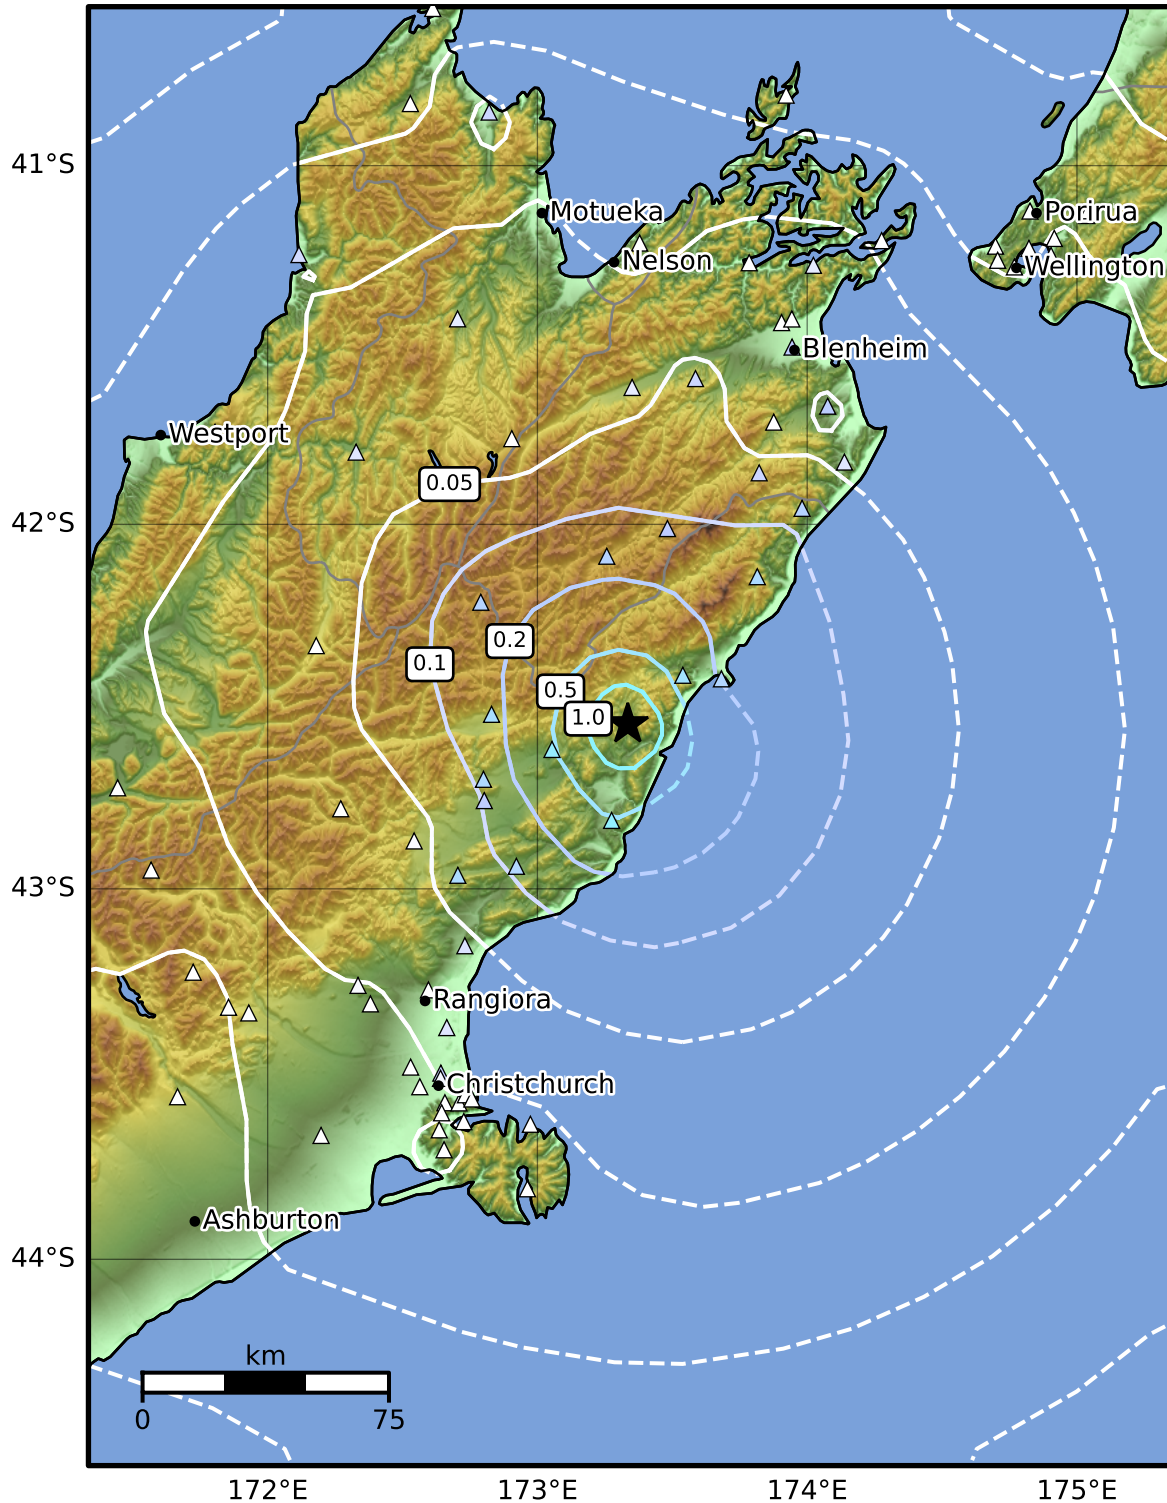 41°S
Motueka
Porirua
Nelson
Wellington
Blenheim
Westport
0.05
42°S
0.2
0.1
0.5
1.0
43°S
Rangiora
Christchurch
Ashburton
44°S
km
0
75
172°E
173°E
174°E
175°E